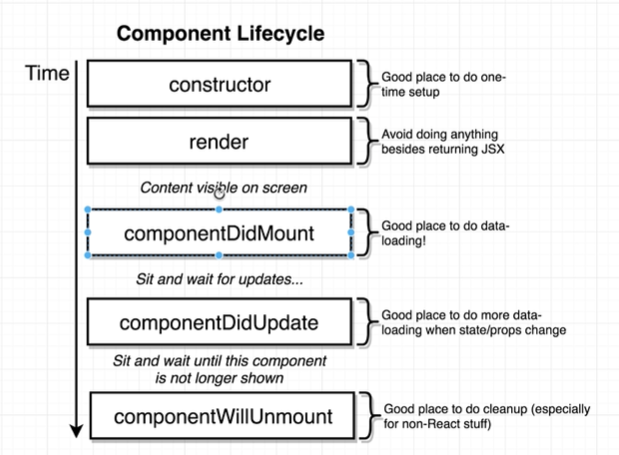 Component Lifecycle
Time
constructor
Good place to do one-
time setup
render
Avoid doing anything
besides returning JSX
Content visible on screen
componentDidMount
Good place to do data-
loading!
Sit and wait for updates...
componentDidUpdate
Good place to do more data-
loading when state/props change
Sit and wait until this component
is not longer shown
componentWillUnmount
Good place to do cleanup (especially
for non-React stuff)